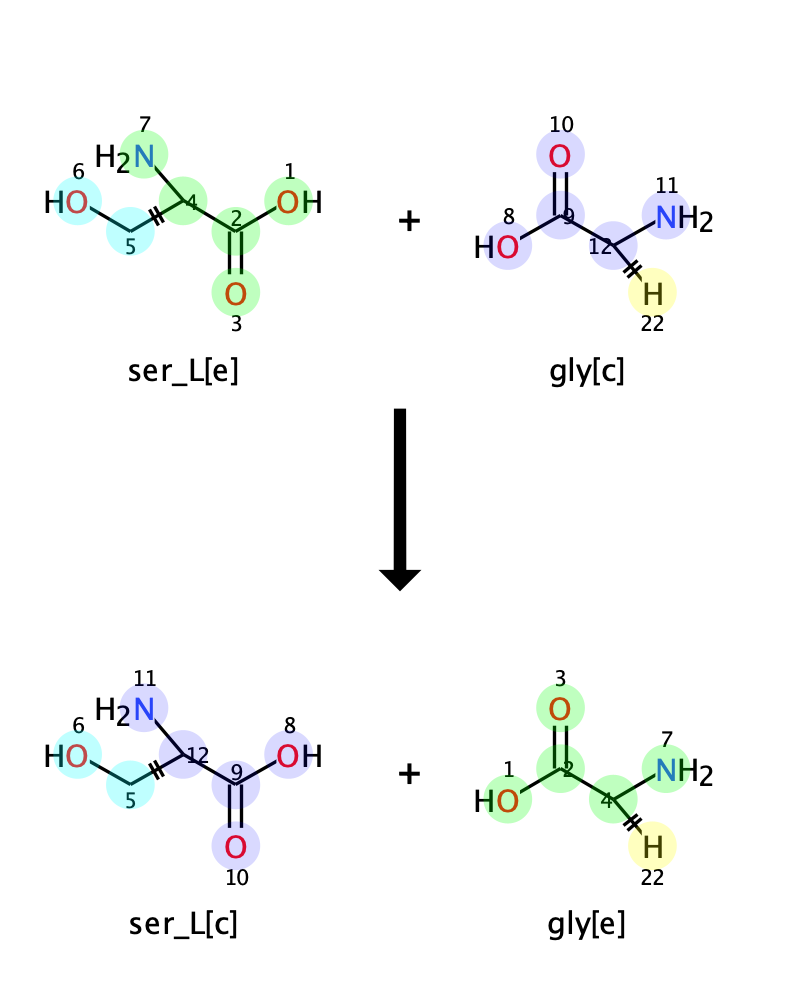 7 10
H2N O
6 1 11
HO 4 OH 8 9 NH2
2 + HO 12
5 O H
3 22
ser_L[e] gly[c]
11 3
H2N O
6 8 7
HO 12 OH 1 2 NH2
9 + HO 4
5 O H
10 22
ser_L[c] gly[e]